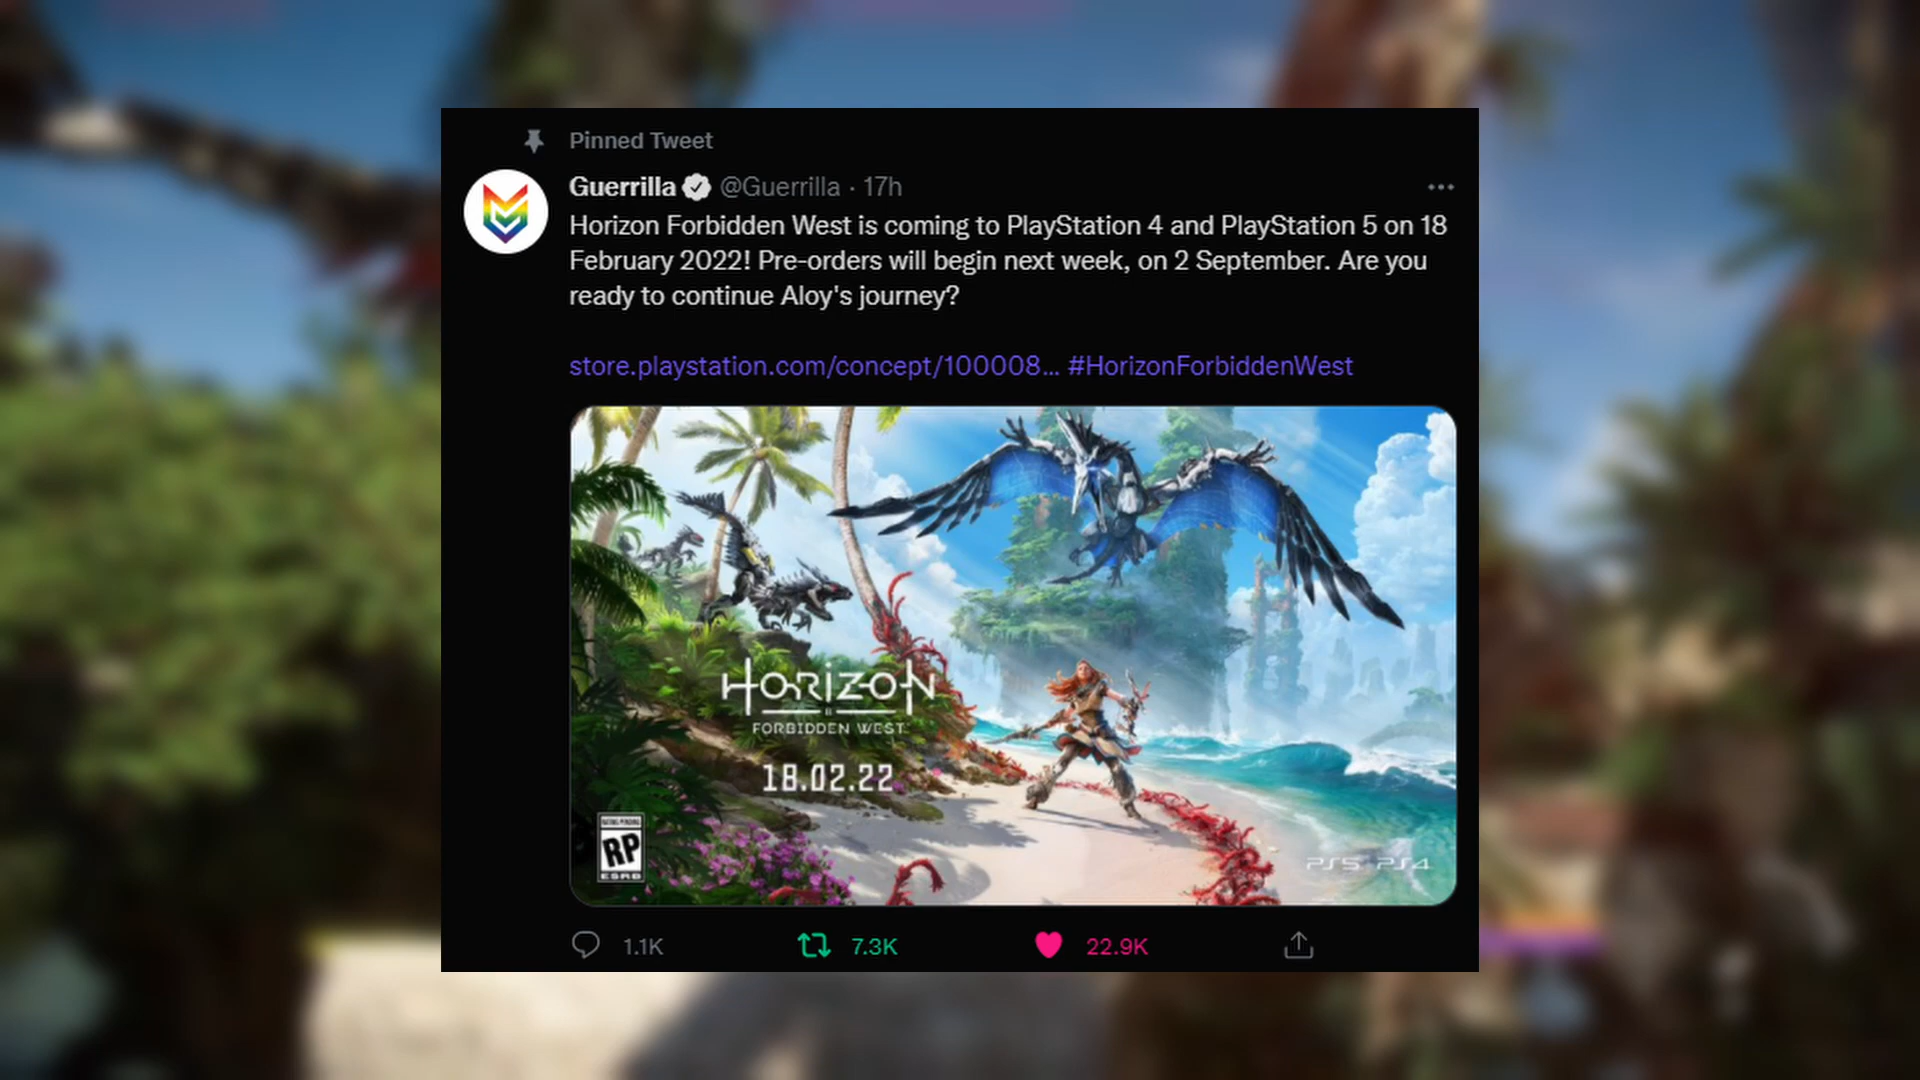 Pinned Tweet
Guerrilla @Guerrilla · 17h
Horizon Forbidden West is coming to PlayStation 4 and PlayStation 5 on 18
February 2022! Pre-orders will begin next week, on 2 September. Are you
ready to continue Aloy's journey?
store.playstation.com/concept/100008... #HorizonForbiddenWest
HORIZON
FORBIDDEN WEST
18.02.22
RATING PENDING
RP
ESRB
PS5 PS4
1.1K 7.3K 22.9K